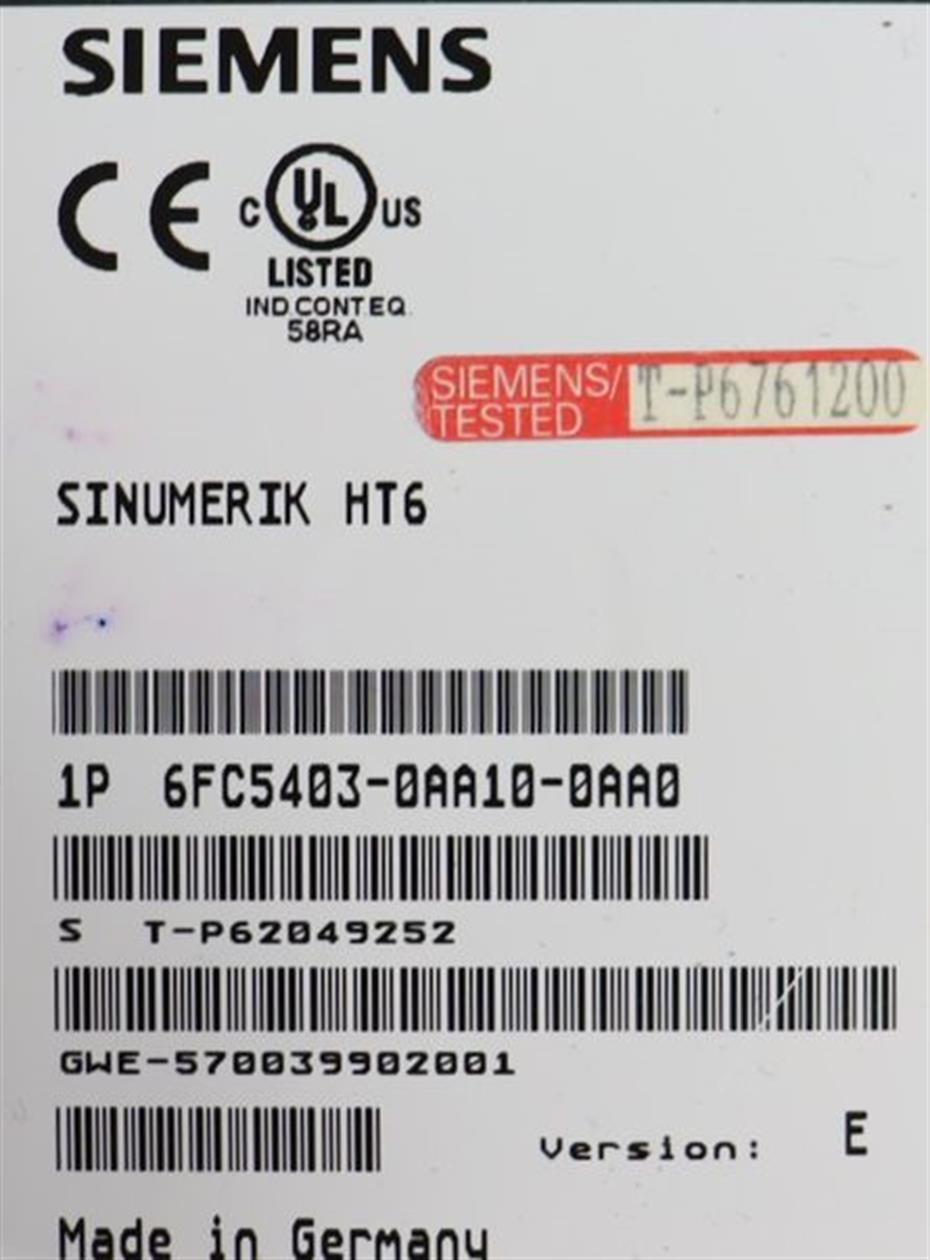 SIEMENS
CE C UL US
LISTED
IND.CONT.EQ.
58RA
SIEMENS/ T-P6761200
TESTED
SINUMERIK HT6
1P 6FC5403-0AA10-0AA0
S T-P62049252
GWE-570039902001
Version: E
Made in Germany